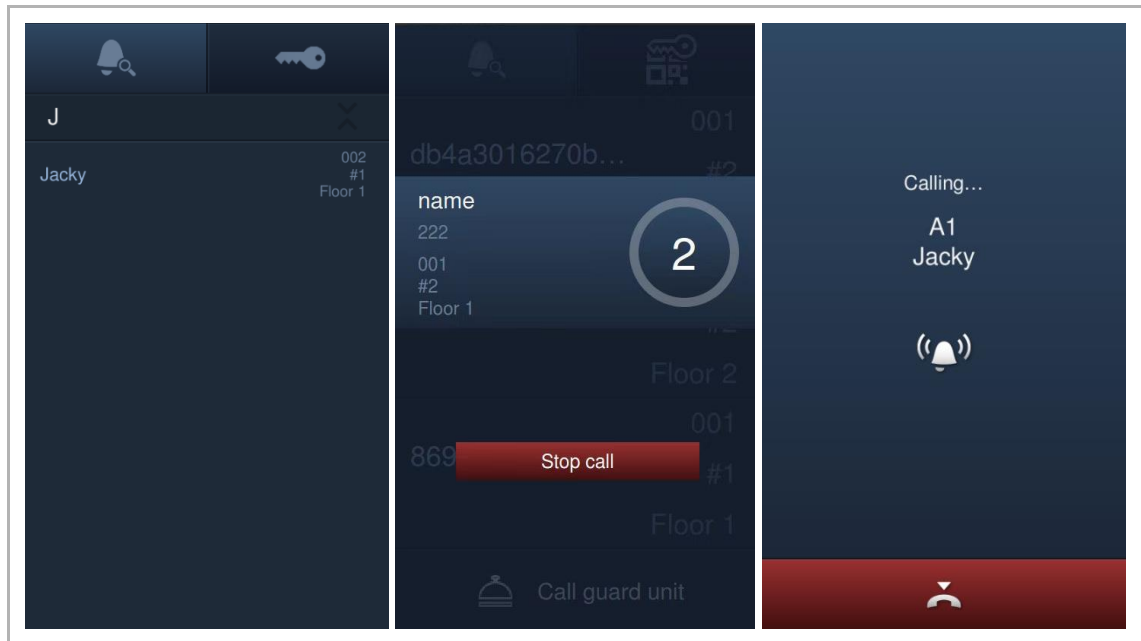 J
Jacky
002
#1
Floor 1
001
db4a3016270b...
#2
name
222
001
#2
Floor 1
2
Floor 2
001
869
Stop call
#1
Floor 1
Call guard unit
Calling...
A1
Jacky